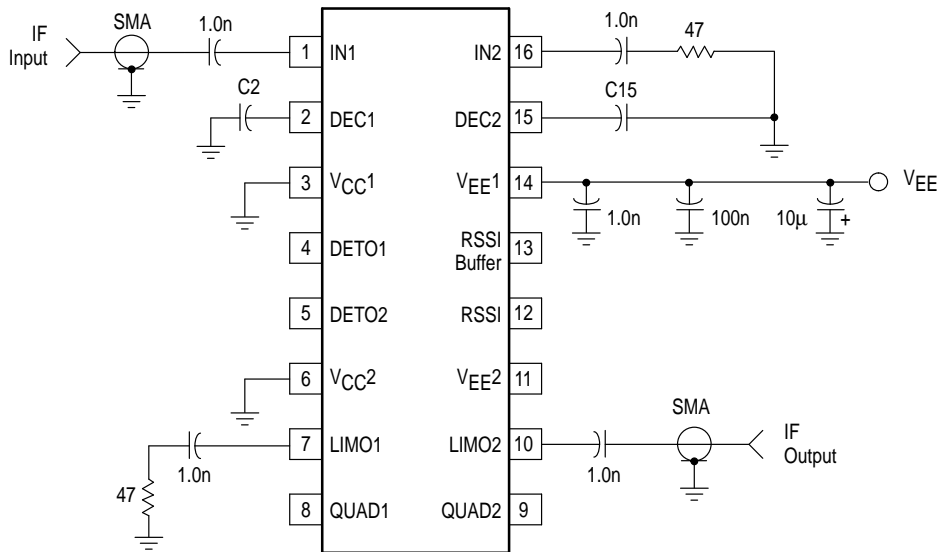 IF
Input
SMA
1.0n
1
IN1
C2
2
DEC1
3
VCC1
4
DETO1
5
DETO2
6
VCC2
7
LIMO1
1.0n
47
8
QUAD1
1.0n
47
16
IN2
C15
15
DEC2
14
VEE1
VEE
1.0n
100n
10µ
+
13
RSSI
Buffer
12
RSSI
11
VEE2
SMA
10
LIMO2
IF
Output
1.0n
9
QUAD2